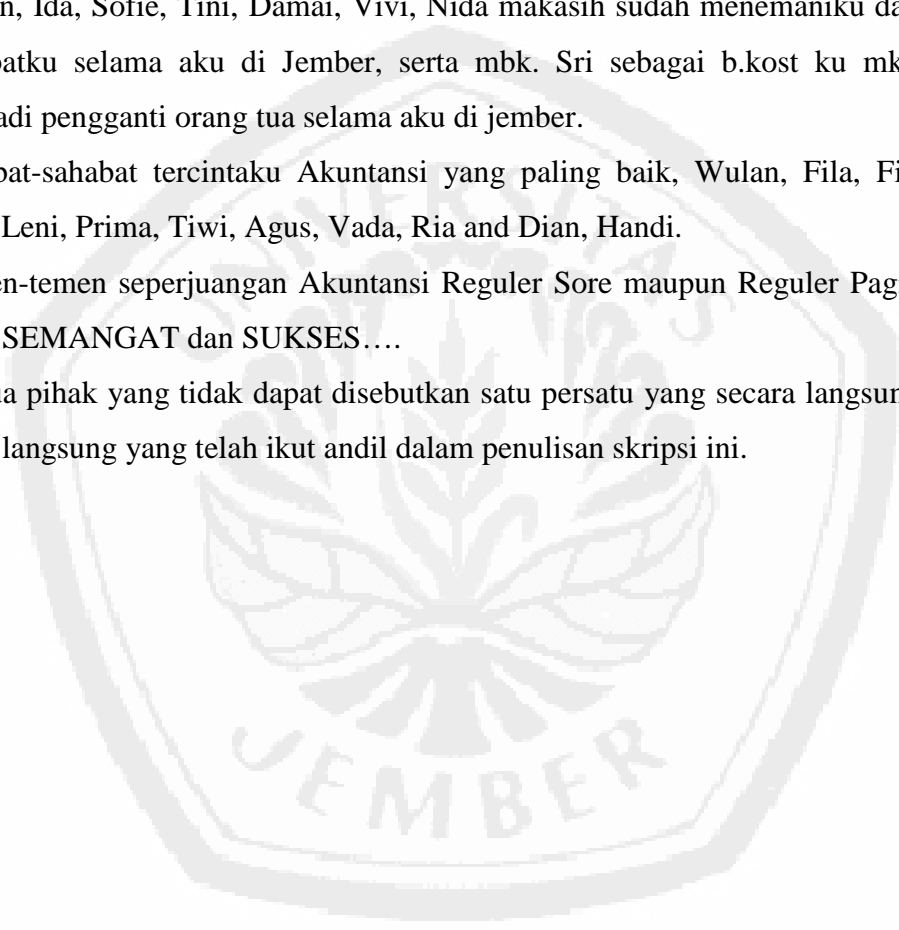 n, Ida, Sofie, Tini, Damai, Vivi, Nida makasih sudah menemaniku da
batku selama aku di Jember, serta mbk. Sri sebagai b.kost ku mk
adi pengganti orang tua selama aku di jember.
bat-sahabat tercintaku Akuntansi yang paling baik, Wulan, Fila, Fi
Leni, Prima, Tiwi, Agus, Vada, Ria and Dian, Handi.
en-temen seperjuangan Akuntansi Reguler Sore maupun Reguler Pag
SEMANGAT dan SUKSES….
ua pihak yang tidak dapat disebutkan satu persatu yang secara langsun
langsung yang telah ikut andil dalam penulisan skripsi ini.
UNIVERSITAS
JEMBER